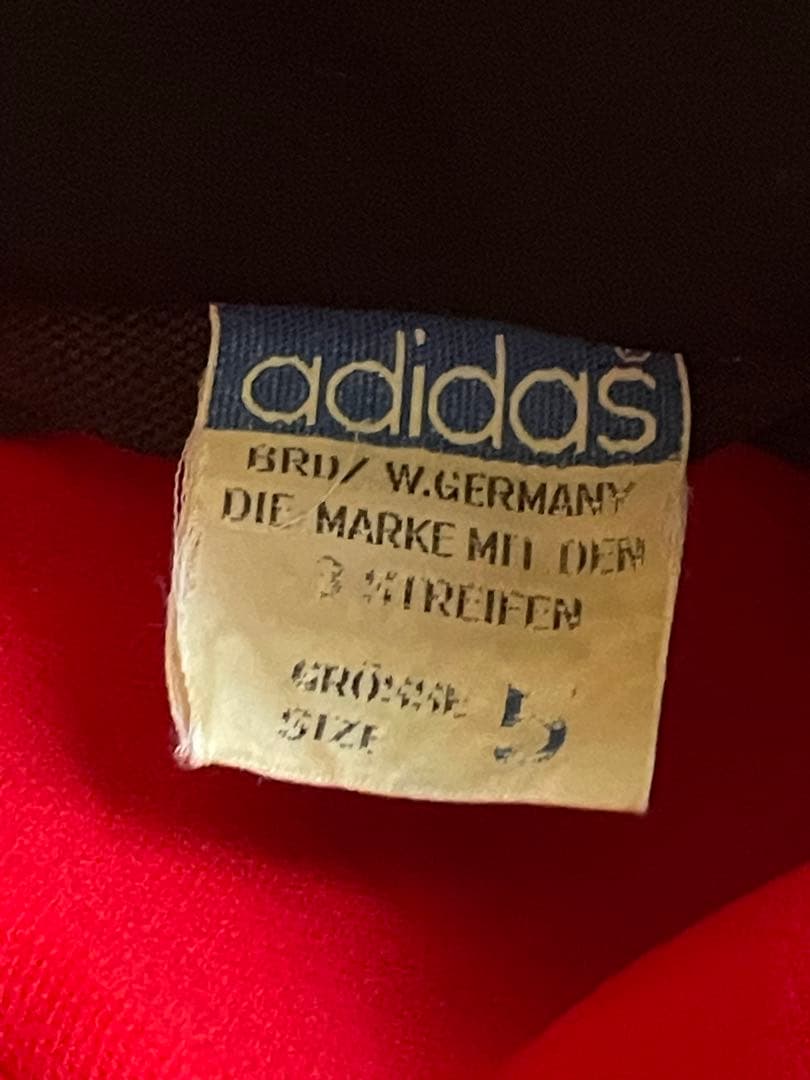 adidas
BRD/ W.GERMANY
DIE MARKE MIT DEN
3 STREIFEN
GRÖSSE 5
SIZE